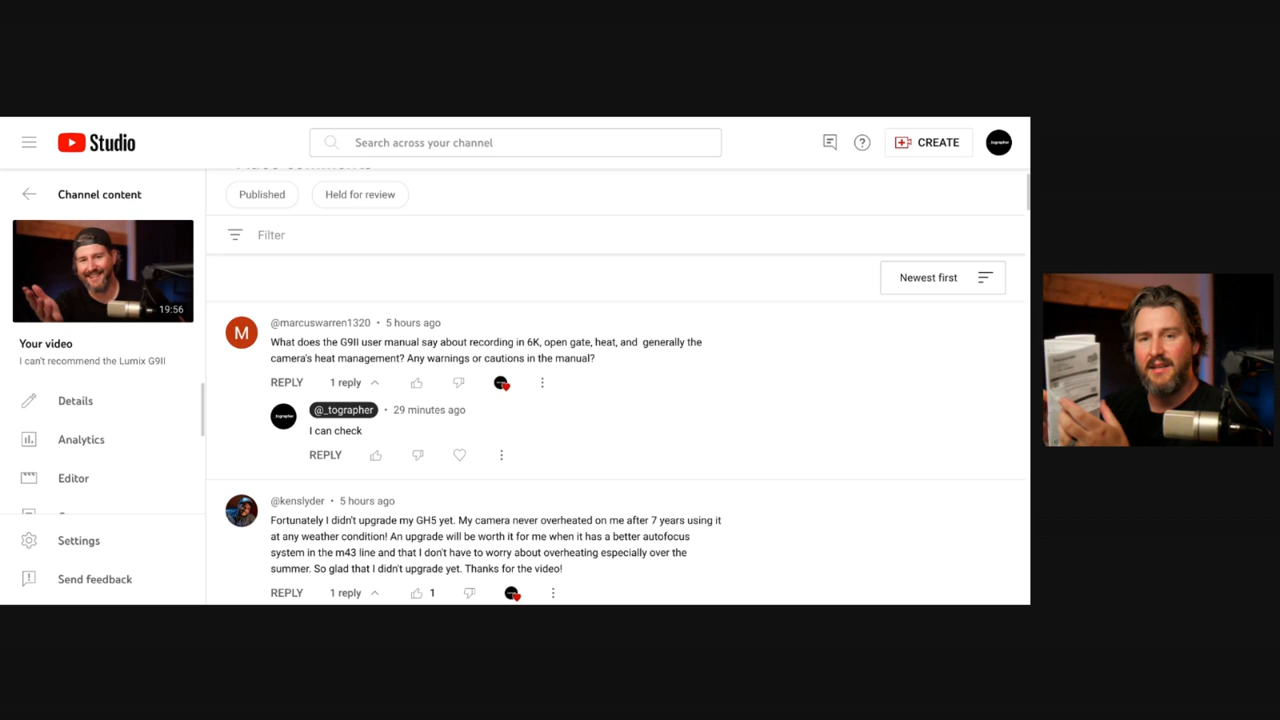 Studio
Search across your channel
CREATE
Channel content
Published
Held for review
Filter
19:56
Newest first
Your video
I can't recommend the Lumix G9II
Details
Analytics
Editor
Settings
Send feedback
M
@marcuswarren1320 • 5 hours ago
What does the G9II user manual say about recording in 6K, open gate, heat, and generally the
camera's heat management? Any warnings or cautions in the manual?
REPLY 1 reply
@_tographer • 29 minutes ago
I can check
REPLY
@kenslyder • 5 hours ago
Fortunately I didn't upgrade my GH5 yet. My camera never overheated on me after 7 years using it
at any weather condition! An upgrade will be worth it for me when it has a better autofocus
system in the m43 line and that I don't have to worry about overheating especially over the
summer. So glad that I didn't upgrade yet. Thanks for the video!
REPLY 1 reply 1